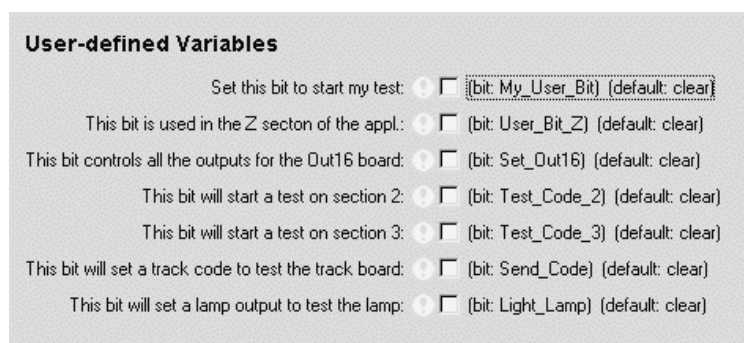 User-defined Variables
Set this bit to start my test: (bit: My_User_Bit) (default: clear)
This bit is used in the Z secton of the appl.: (bit: User_Bit_Z) (default: clear)
This bit controls all the outputs for the Out16 board: (bit: Set_Out16) (default: clear)
This bit will start a test on section 2: (bit: Test_Code_2) (default: clear)
This bit will start a test on section 3: (bit: Test_Code_3) (default: clear)
This bit will set a track code to test the track board: (bit: Send_Code) (default: clear)
This bit will set a lamp output to test the lamp: (bit: Light_Lamp) (default: clear)